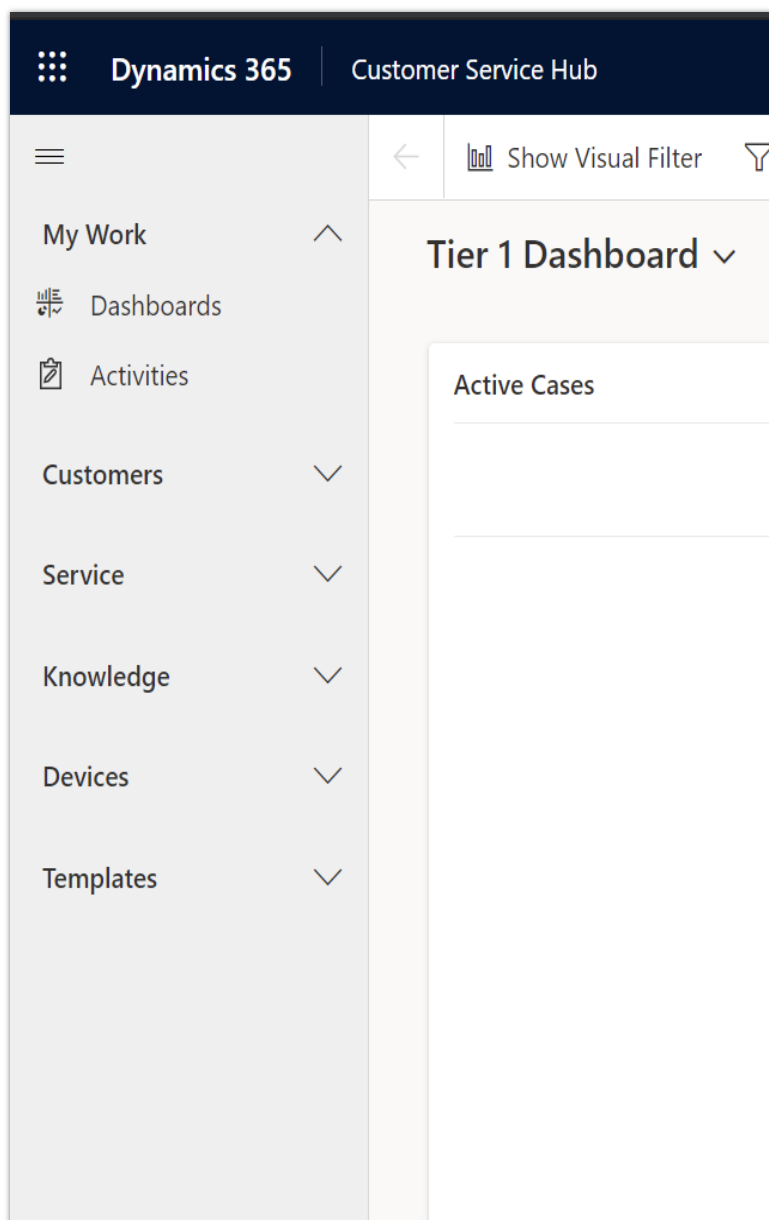 Dynamics 365
Customer Service Hub
Show Visual Filter
My Work
Dashboards
Activities
Customers
Service
Knowledge
Devices
Templates
Tier 1 Dashboard
Active Cases